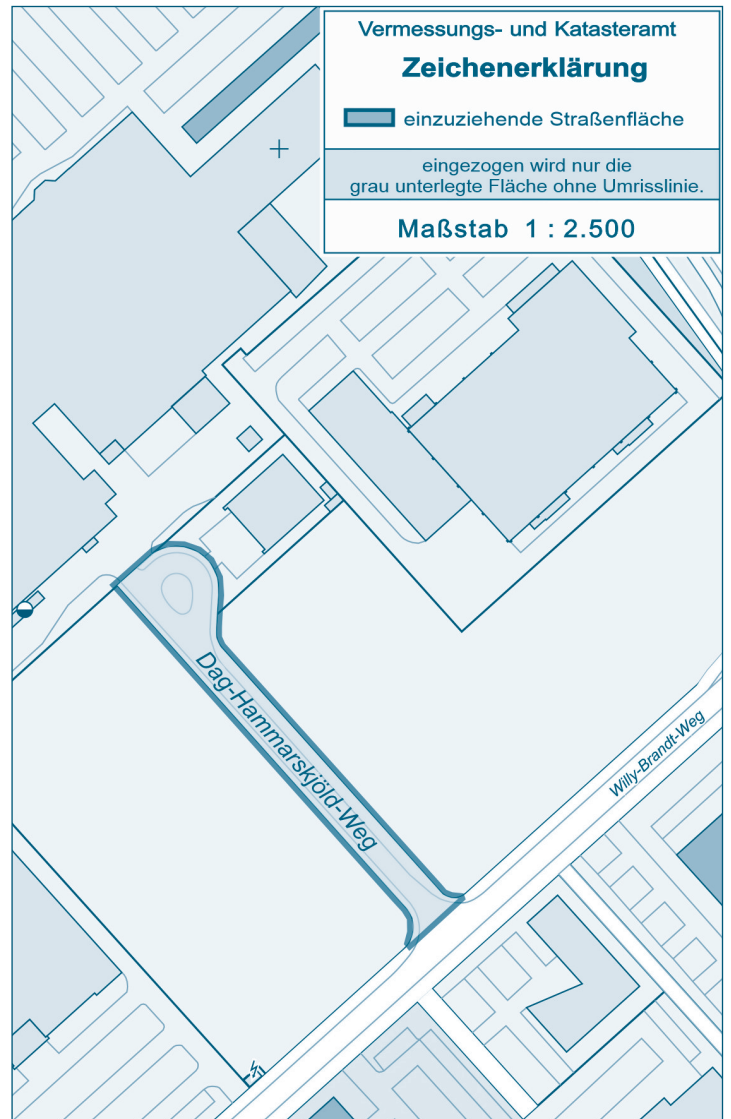 Vermessungs- und Katasteramt
Zeichenerklärung
einzuziehende Straßenfläche
eingezogen wird nur die
grau unterlegte Fläche ohne Umrisslinie.
Maßstab 1 : 2.500
Dag-Hammarskjöld-Weg
Willy-Brandt-Weg